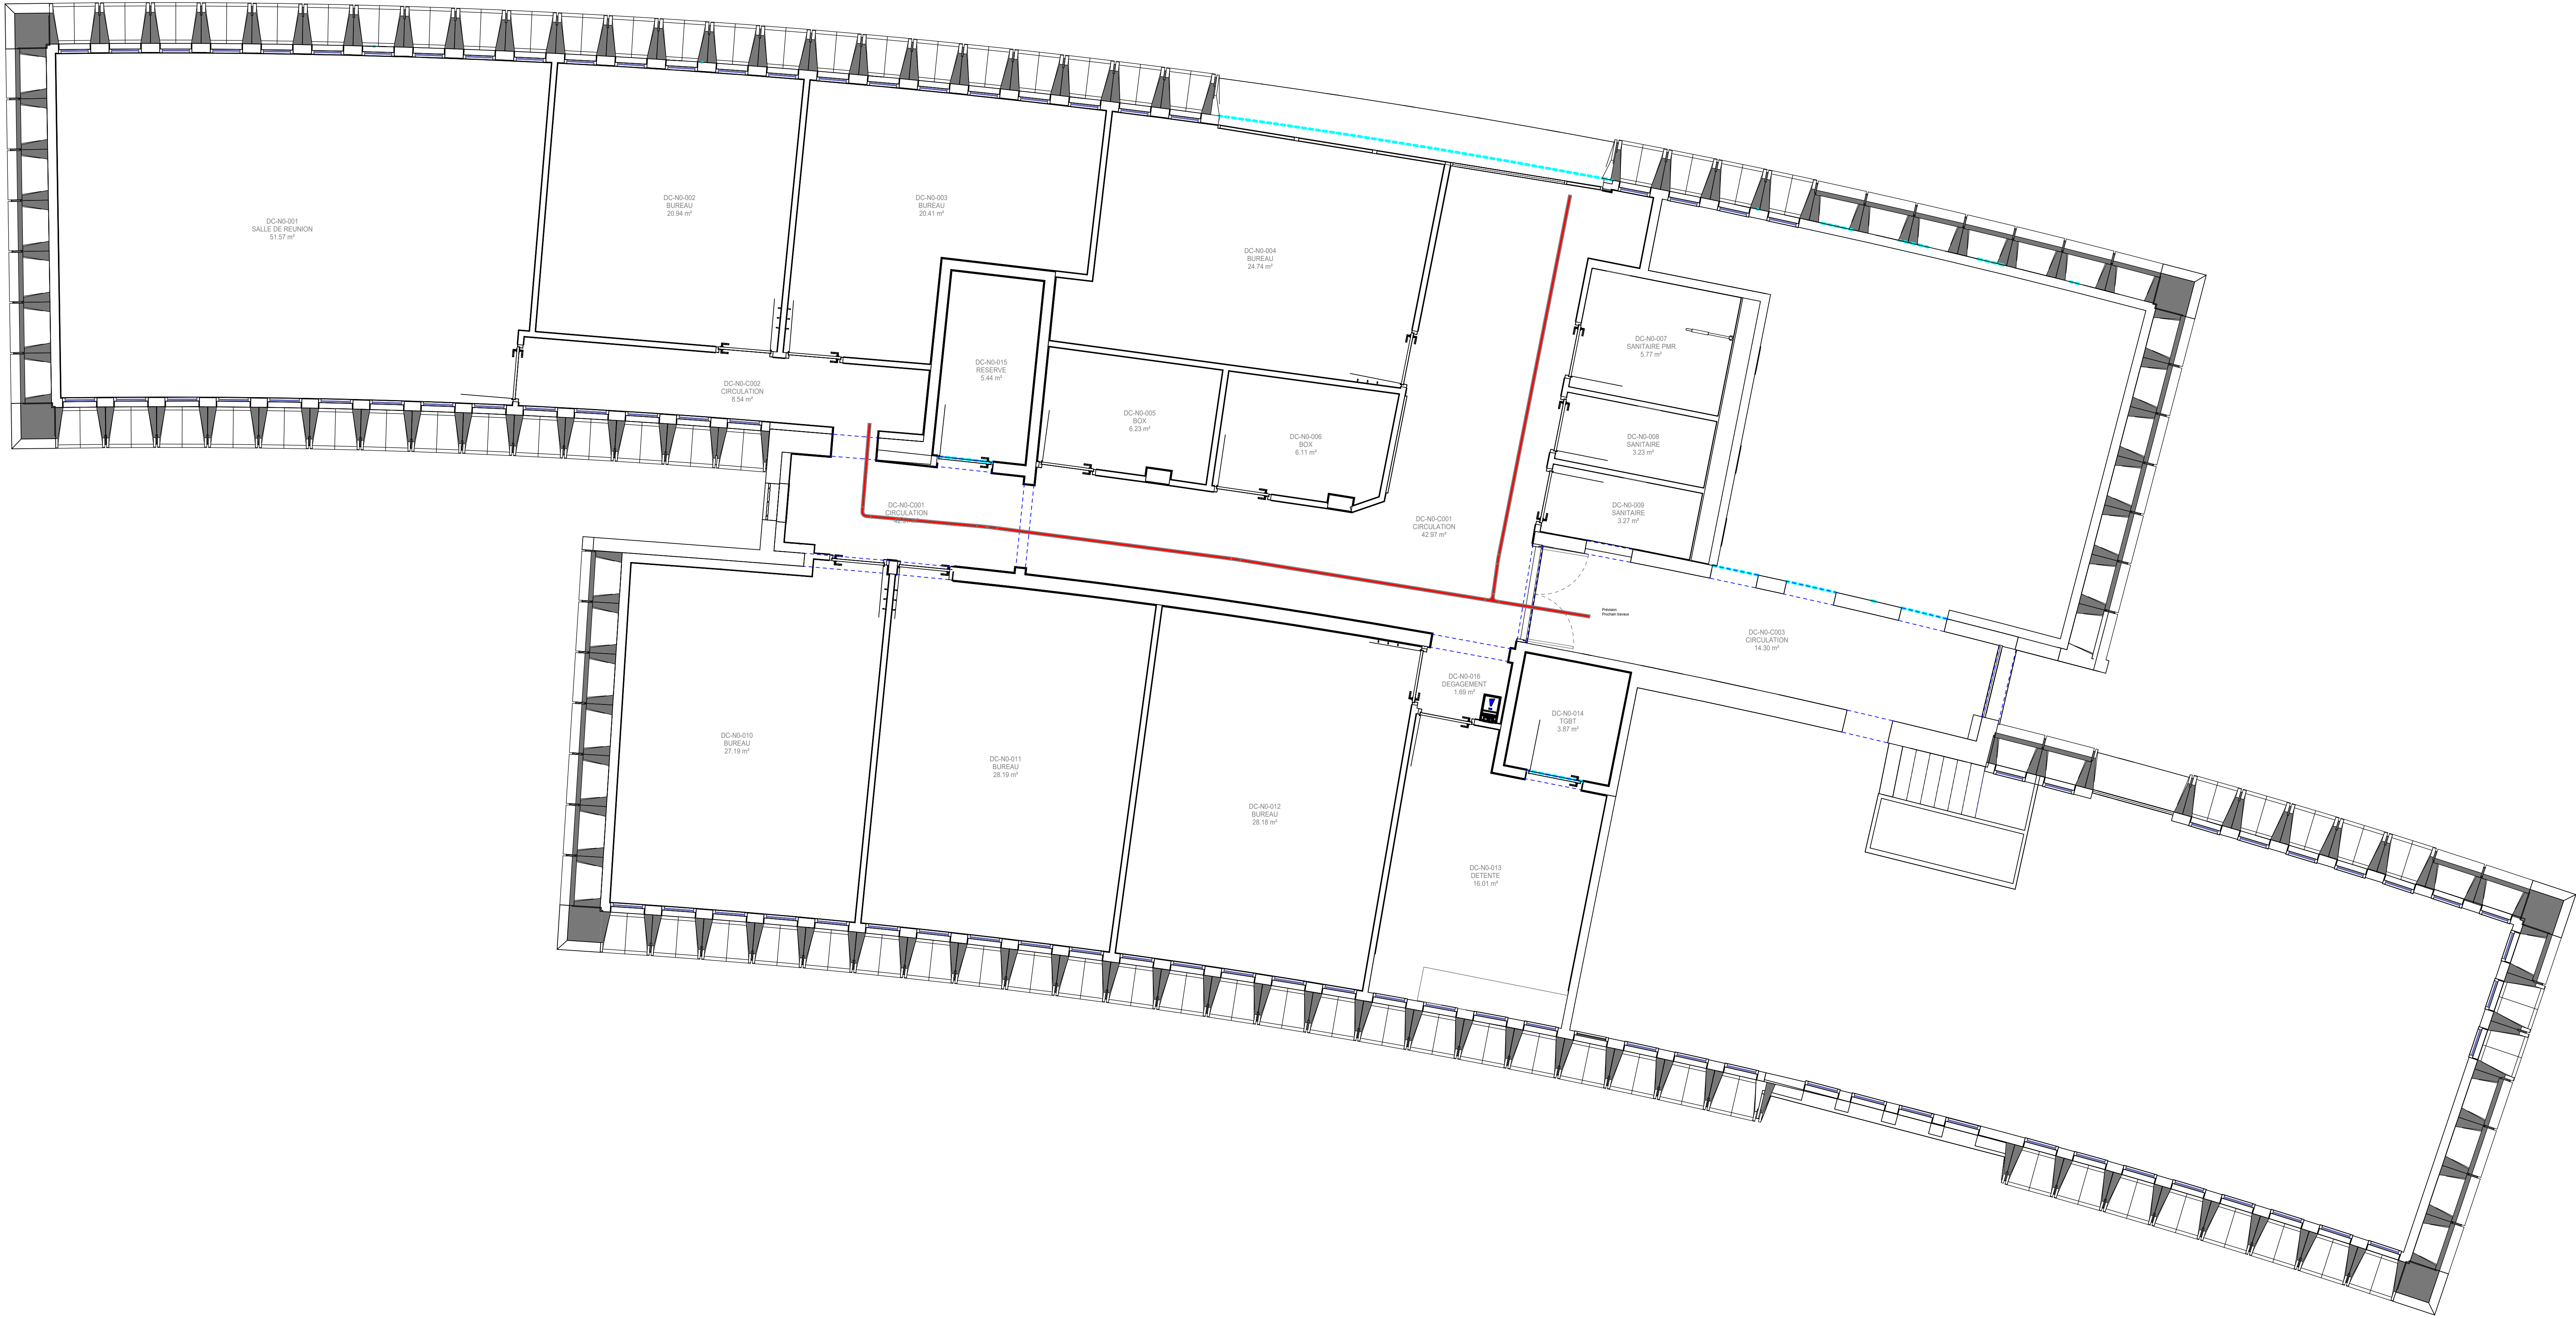 DC-N0-001
SALLE DE REUNION
51.57 m²
DC-N0-002
BUREAU
20.94 m²
DC-N0-003
BUREAU
20.41 m²
DC-N0-004
BUREAU
24.74 m²
DC-N0-015
RESERVE
5.44 m²
DC-N0-C002
CIRCULATION
8.54 m²
DC-N0-005
BOX
6.23 m²
DC-N0-006
BOX
6.11 m²
DC-N0-007
SANITAIRE PMR
5.77 m²
DC-N0-008
SANITAIRE
3.23 m²
DC-N0-009
SANITAIRE
3.27 m²
DC-N0-C001
CIRCULATION
DC-N0-C001
CIRCULATION
42.97 m²
Prévision
Prochain travaux
DC-N0-C003
CIRCULATION
14.30 m²
DC-N0-016
DEGAGEMENT
1.69 m²
DC-N0-014
TGBT
3.87 m²
DC-N0-010
BUREAU
27.19 m²
DC-N0-011
BUREAU
28.19 m²
DC-N0-012
BUREAU
28.18 m²
DC-N0-013
DETENTE
16.01 m²